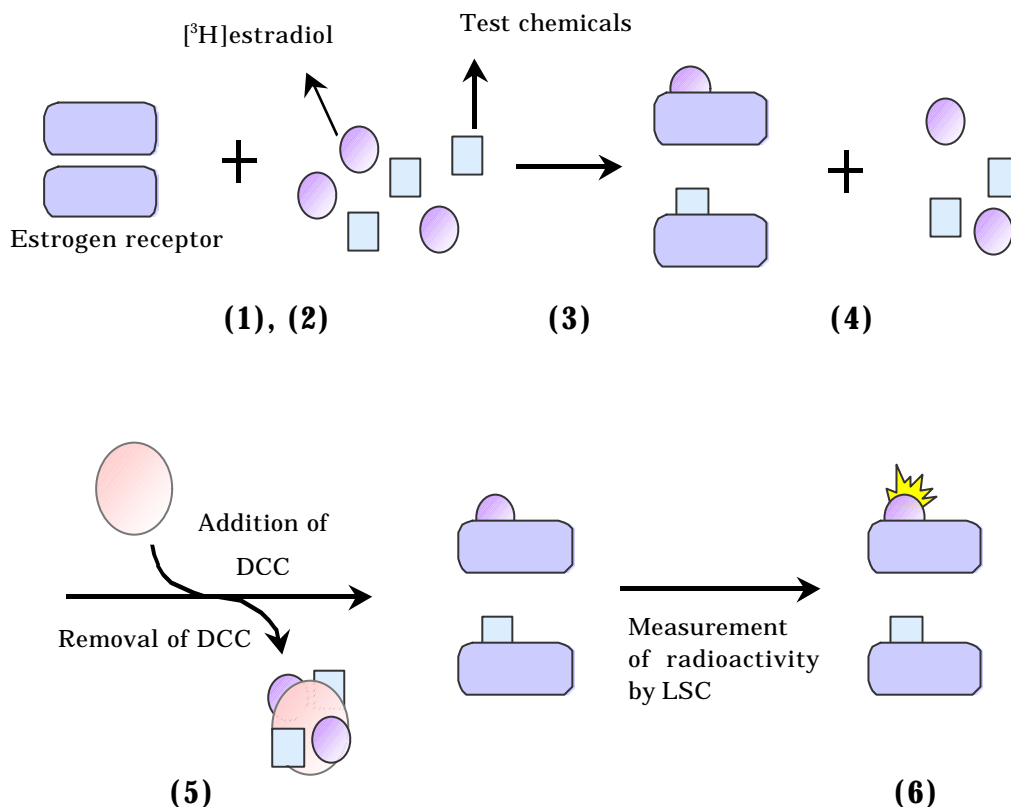 [³H]estradiol
Test chemicals
Estrogen receptor
(1), (2)
(3)
(4)
Addition of
DCC
Removal of DCC
Measurement
of radioactivity
by LSC
(5)
(6)